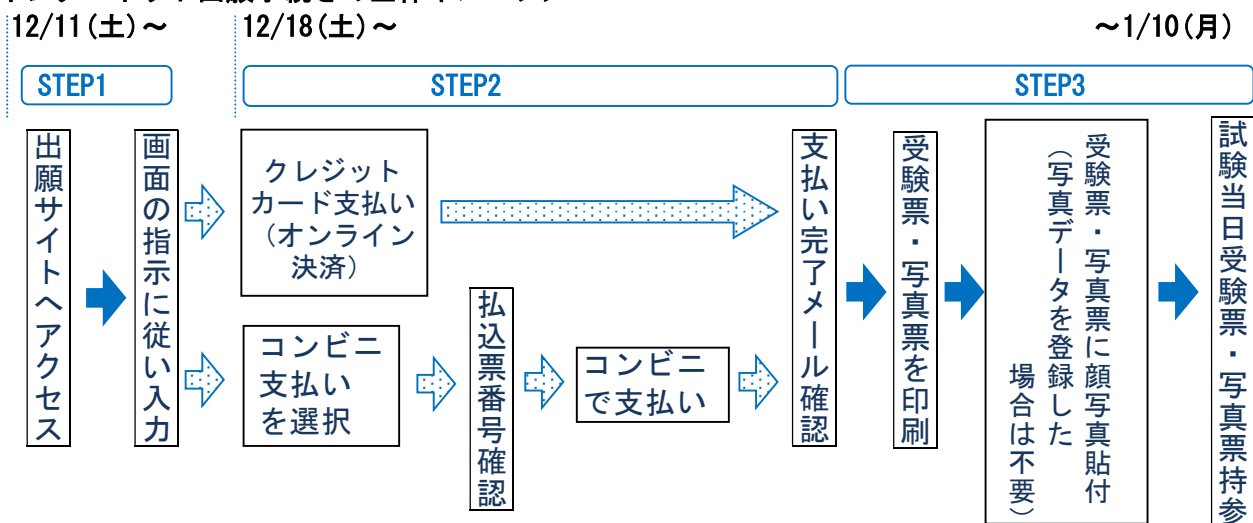 12/11(土)～
12/18(土)～
～1/10(月)
STEP1
STEP2
STEP3
出願サイトへアクセス
画面の指示に従い入力
クレジット
カード支払い
（オンライン
決済）
コンビニ
支払い
を選択
払込票番号確認
コンビニ
で支払い
支払い完了メール確認
受験票・写真票を印刷
受験票・写真票に顔写真貼付
（写真データを登録した
場合は不要）
試験当日受験票・写真票持参